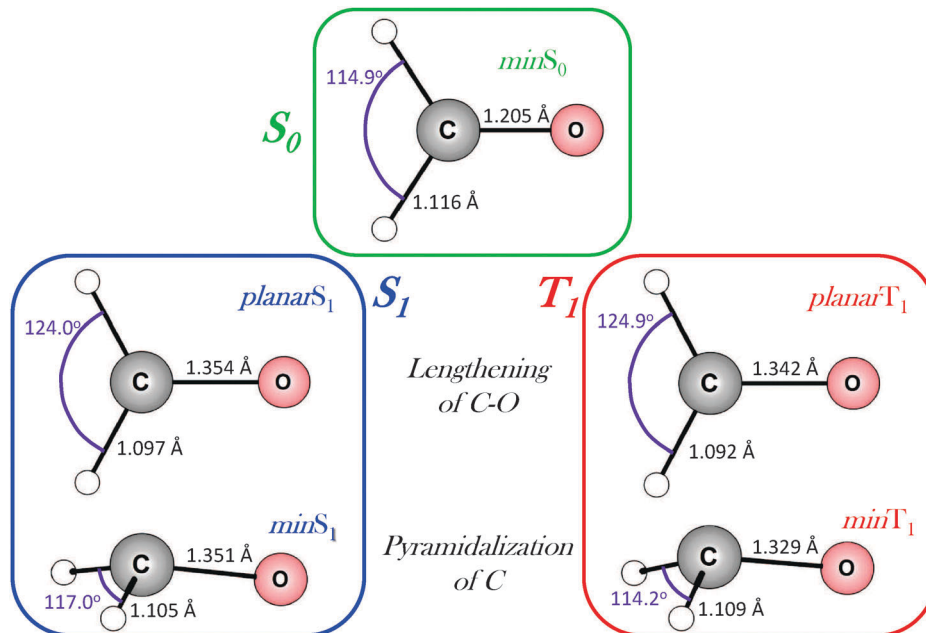 minS₀
114.9°
C
1.205 Å
O
S₀
1.116 Å
planarS₁
S₁
T₁
planarT₁
124.0°
124.9°
C
1.354 Å
O
Lengthening
of C-O
C
1.342 Å
O
1.097 Å
1.092 Å
minS₁
minT₁
C
1.351 Å
O
Pyramidalization
of C
C
1.329 Å
O
117.0°
1.105 Å
114.2°
1.109 Å